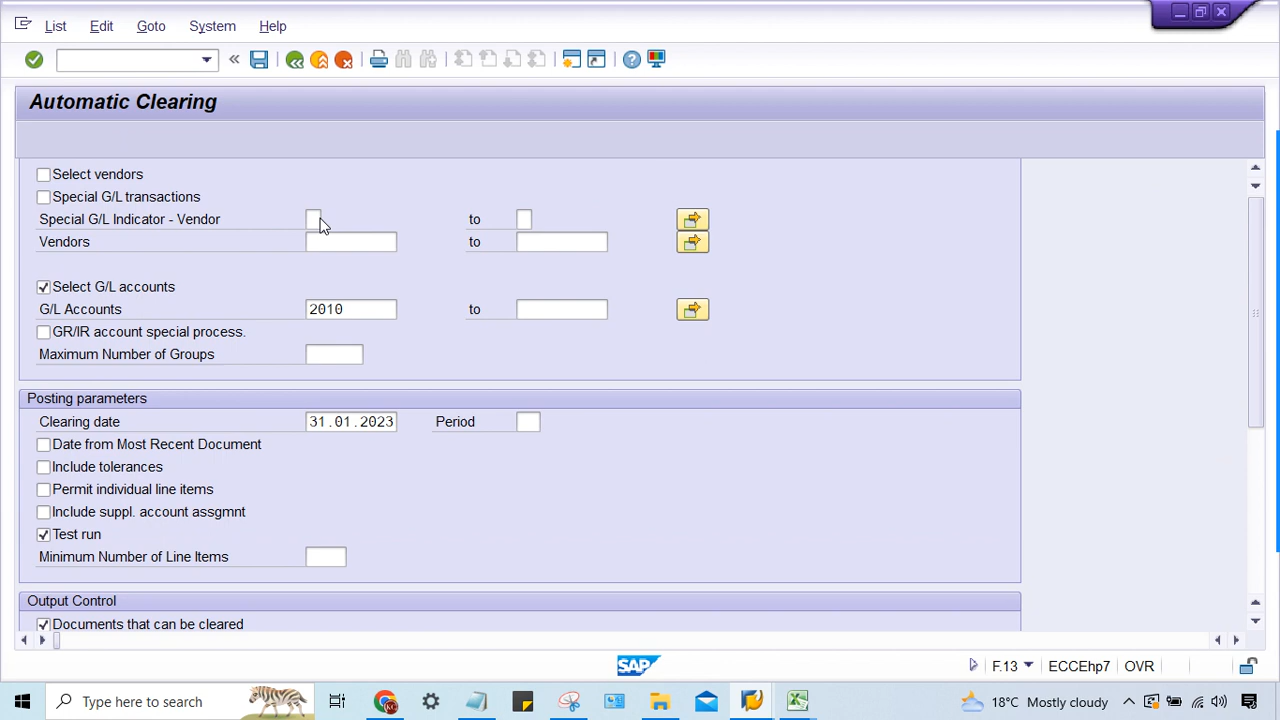 List Edit Goto System Help
Automatic Clearing
Select vendors
Special G/L transactions
Special G/L Indicator - Vendor to
Vendors to
Select G/L accounts
G/L Accounts 2010 to
GR/IR account special process.
Maximum Number of Groups
Posting parameters
Clearing date 31.01.2023 Period
Date from Most Recent Document
Include tolerances
Permit individual line items
Include suppl. account assgmnt
Test run
Minimum Number of Line Items
Output Control
Documents that can be cleared
SAP F.13 ECCEhp7 OVR
Type here to search 18°C Mostly cloudy